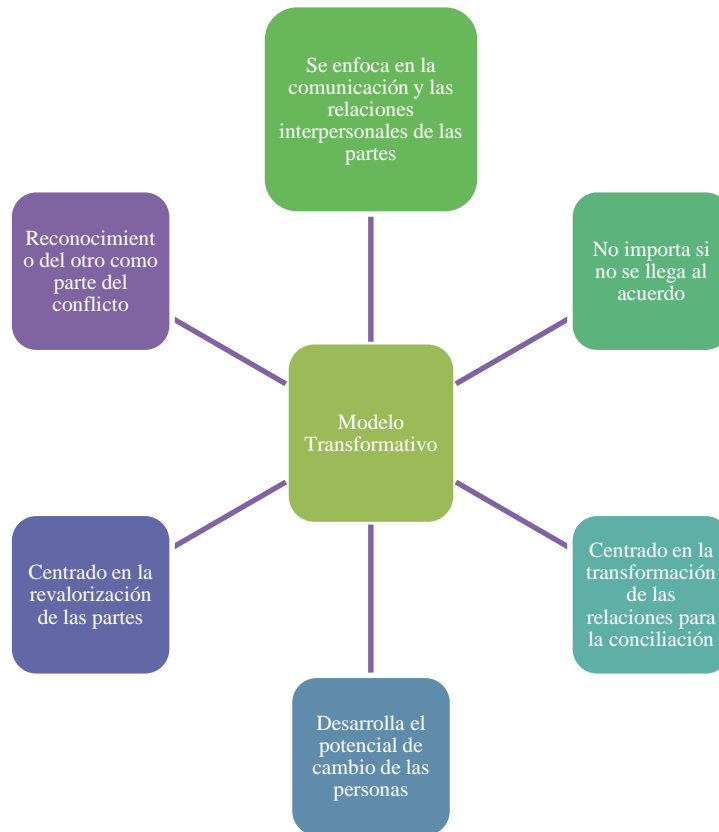 Se enfoca en la
comunicación y las
relaciones
interpersonales de las
partes
No importa si
no se llega al
acuerdo
Centrado en la
transformación
de las
relaciones para
la conciliación
Desarrolla el
potencial de
cambio de las
personas
Centrado en la
revalorización
de las partes
Reconocimient
o del otro como
parte del
conflicto
Modelo
Transformativo